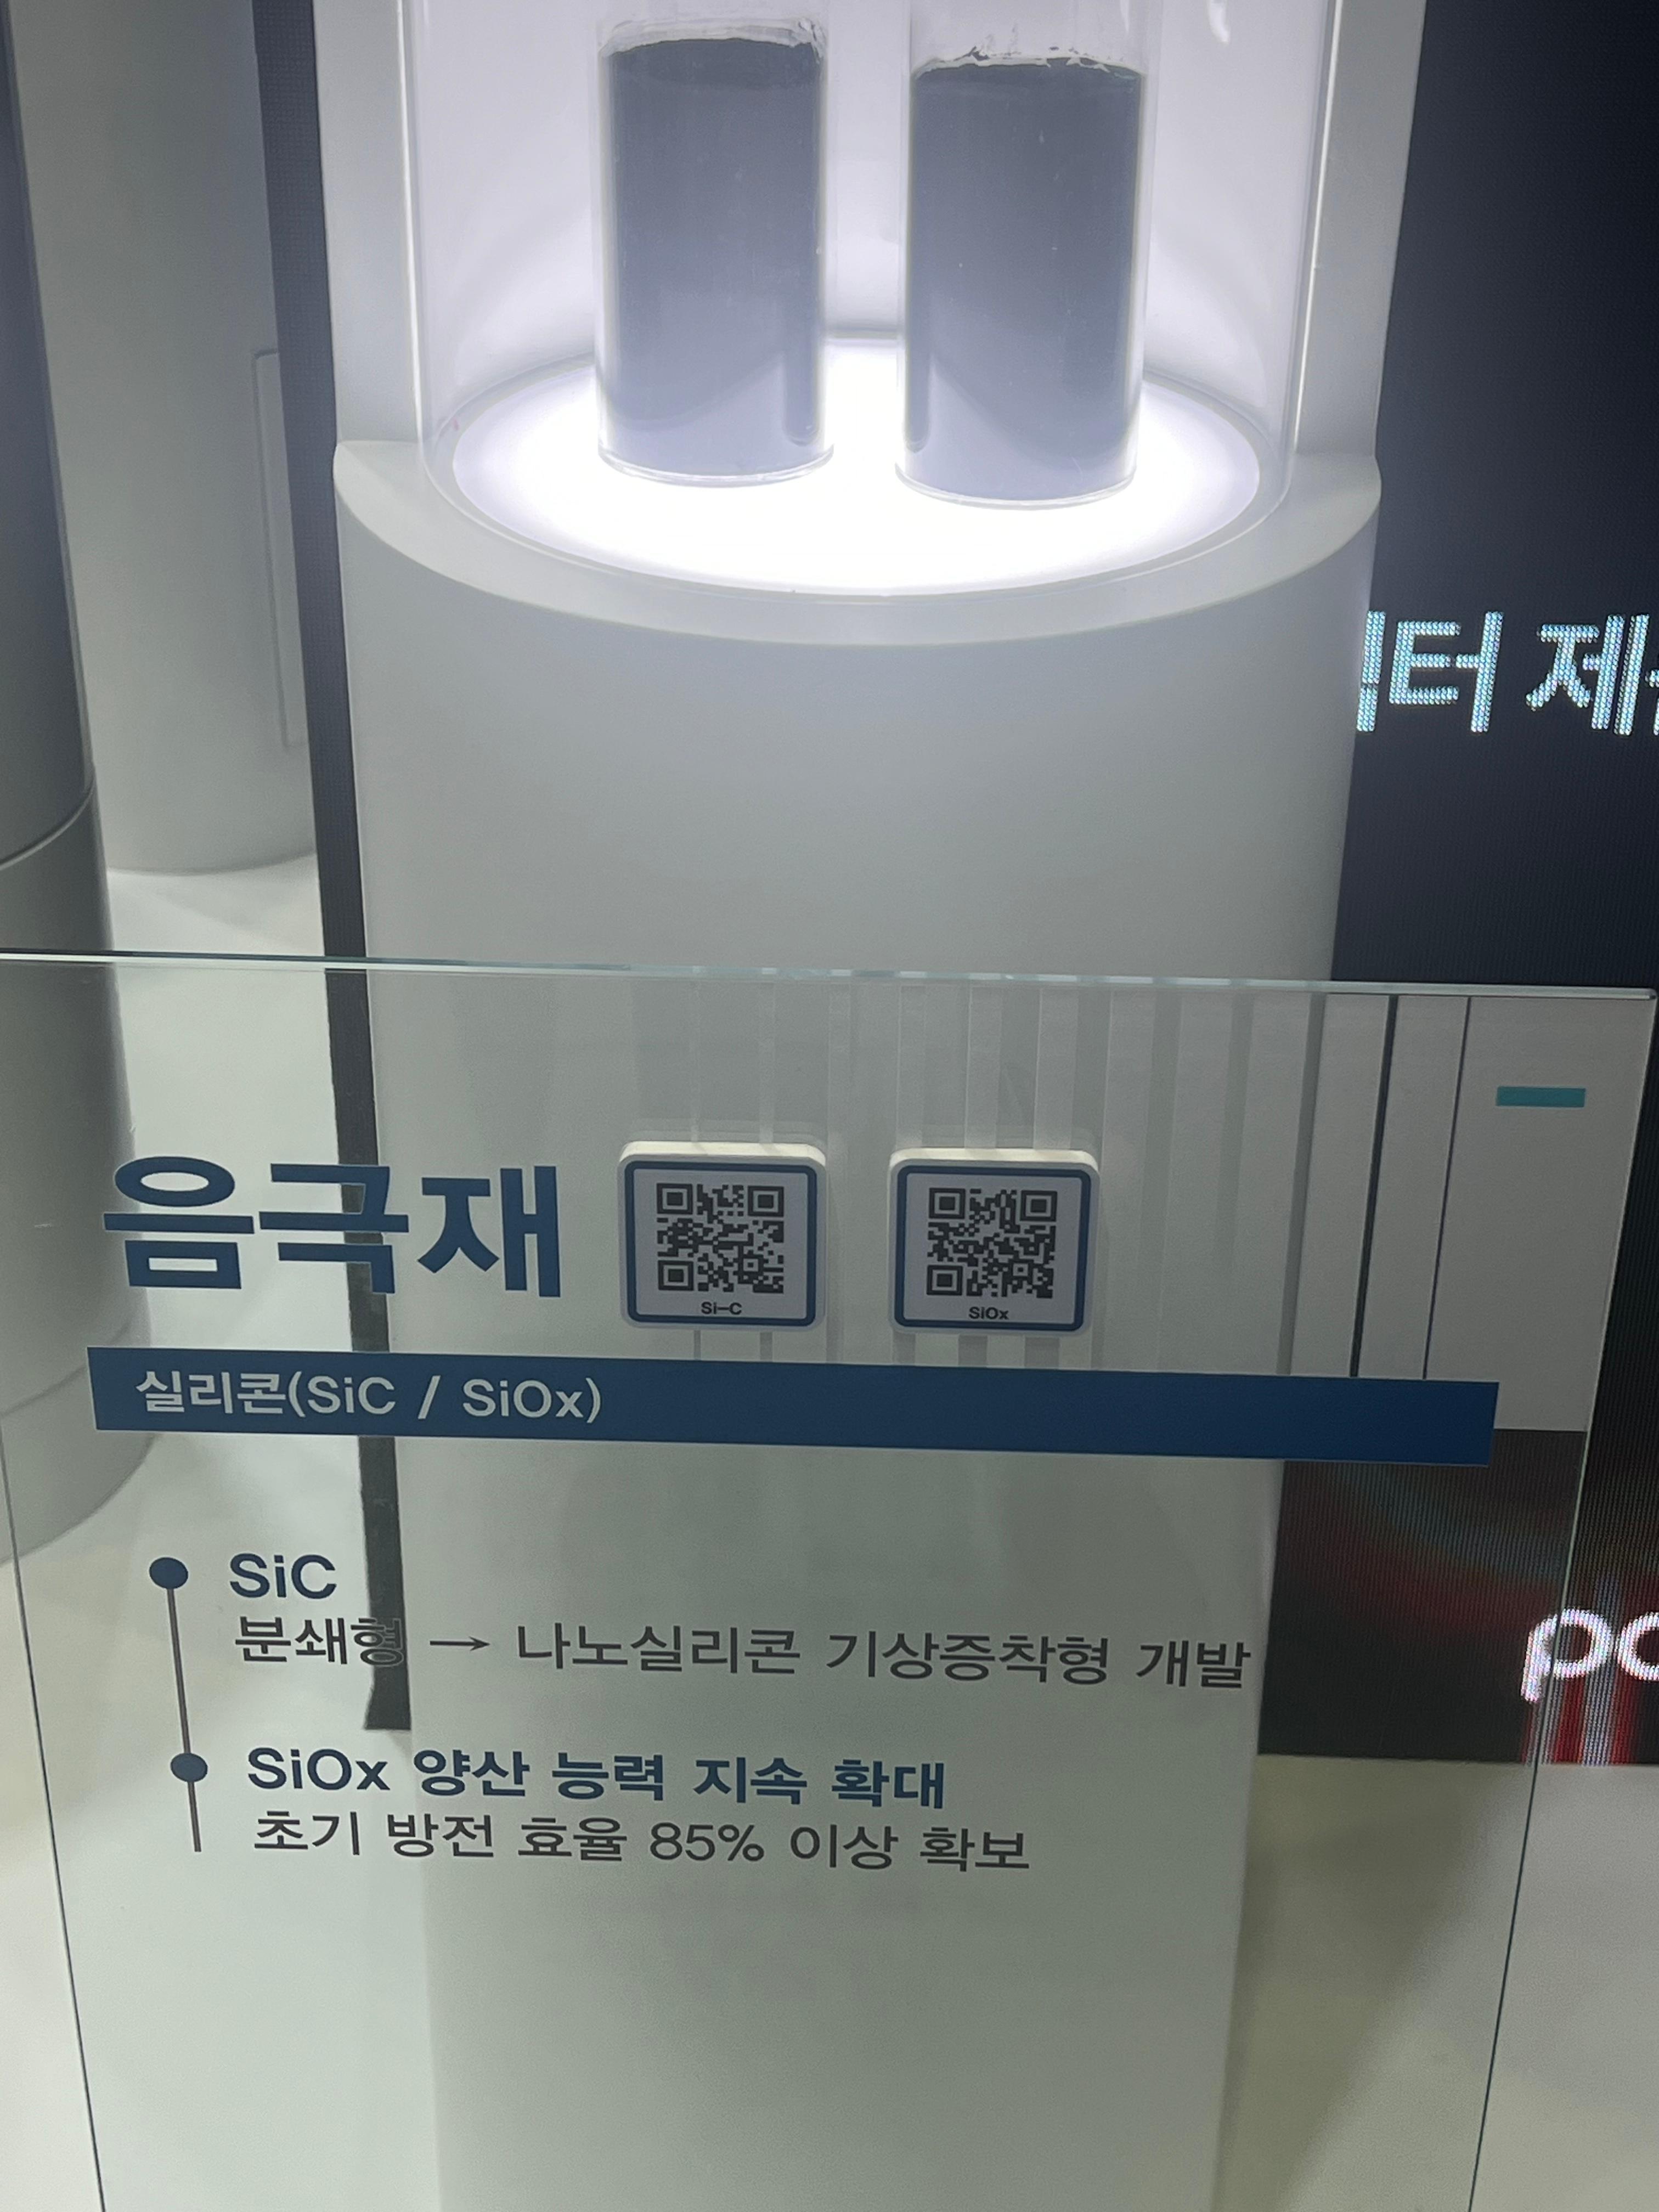 터
음극재
Si-C
SiOx
실리콘(SiC / SiOx)
SiC
분쇄형 → 나노실리콘 기상증착형 개발
SiOx 양산 능력 지속 확대
초기 방전 효율 85% 이상 확보